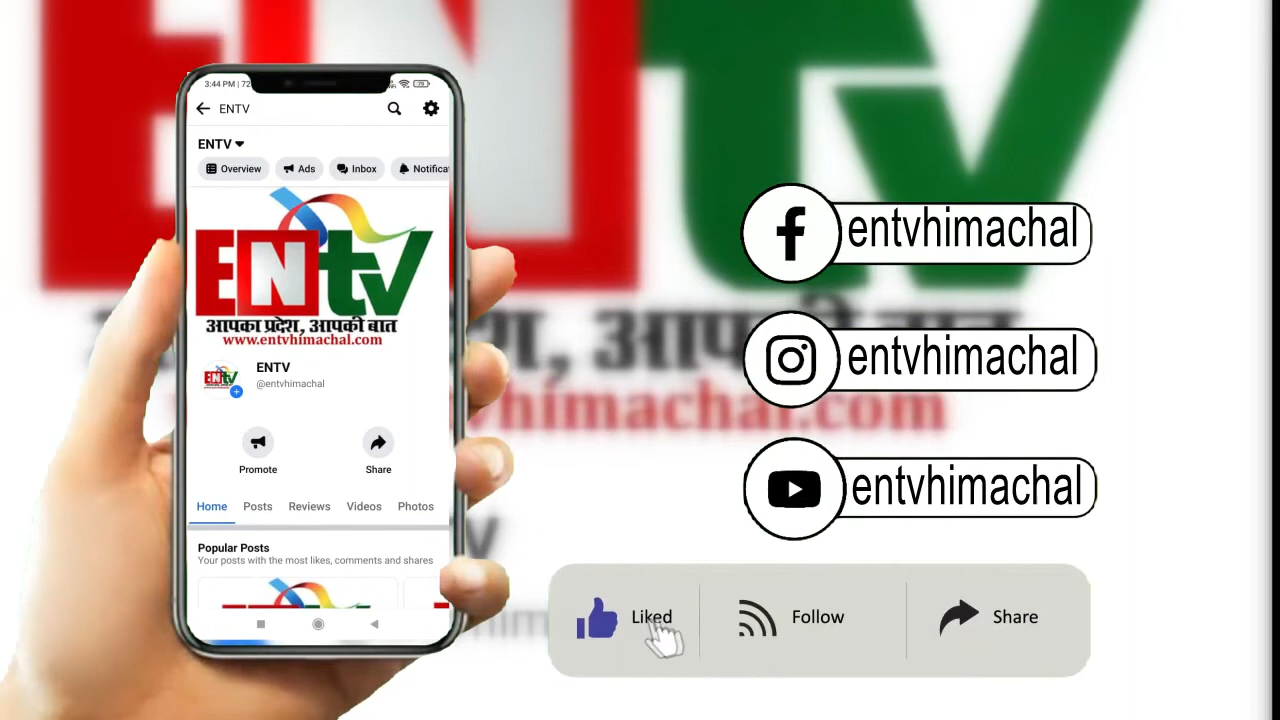 3:44 PM | 72
ENTV
ENTV
Overview
Ads
Inbox
Notifica
ENtv
आपका प्रदेश, आपकी बात
www.entvhimachal.com
ENTV
@entvhimachal
Promote
Share
Home
Posts
Reviews
Videos
Photos
Popular Posts
Your posts with the most likes, comments and shares
entvhimachal
entvhimachal
entvhimachal
Liked
Follow
Share